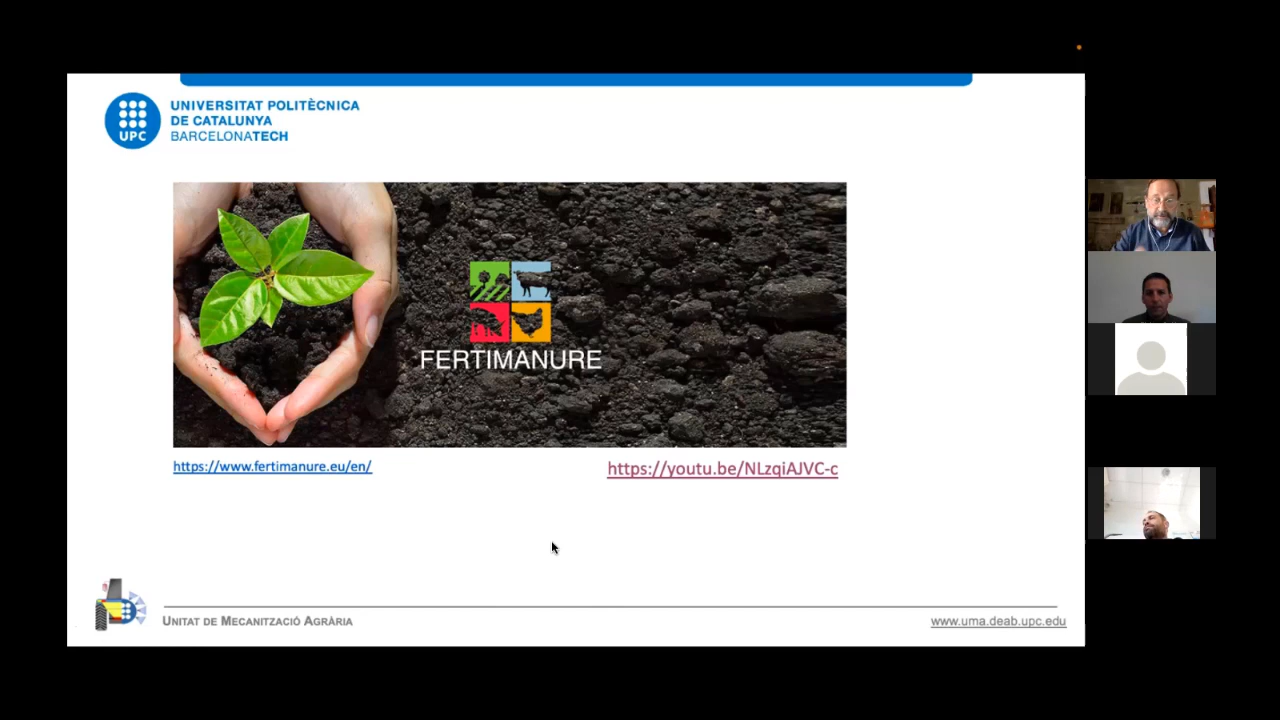 UNIVERSITAT POLITÈCNICA
DE CATALUNYA
BARCELONATECH
UPC
FERTIMANURE
https://www.fertimanure.eu/en/
https://youtu.be/NLzqiAJVC-c
UNITAT DE MECANITZACIÓ AGRÀRIA
www.uma.deab.upc.edu